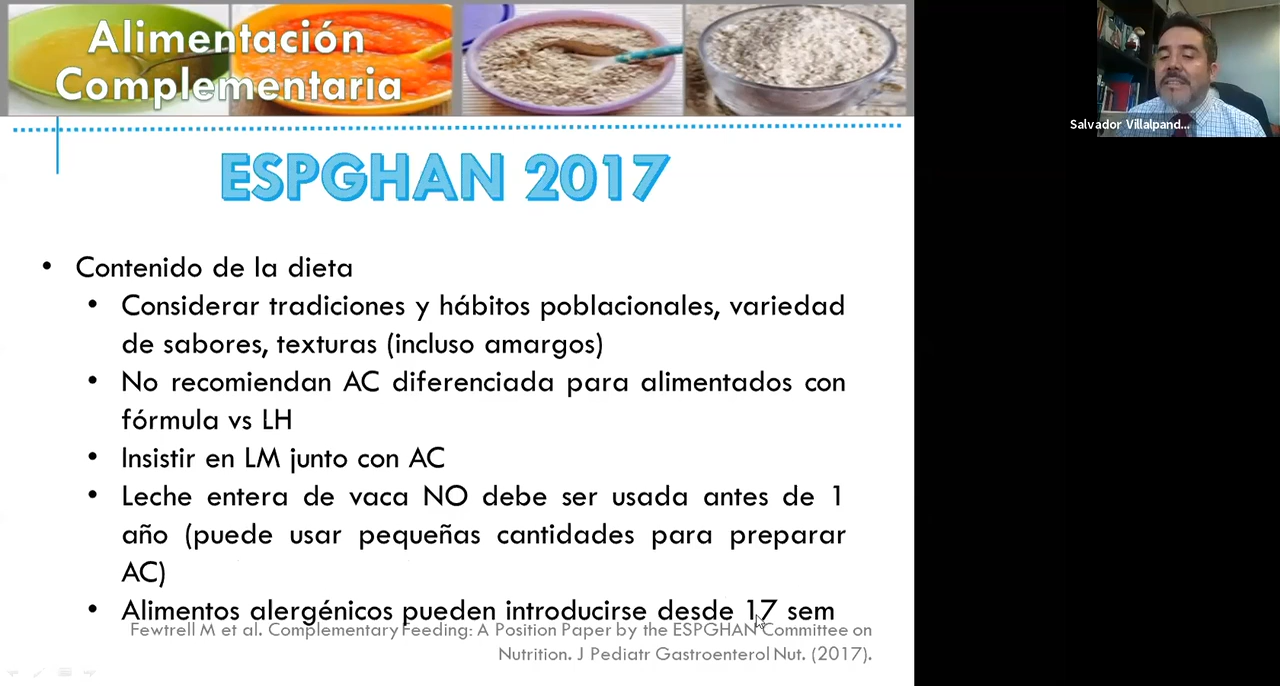 Alimentación
Complementaria
Salvador Villalpand...
ESPGHAN 2017
• Contenido de la dieta
• Considerar tradiciones y hábitos poblacionales, variedad
de sabores, texturas (incluso amargos)
• No recomiendan AC diferenciada para alimentados con
fórmula vs LH
• Insistir en LM junto con AC
• Leche entera de vaca NO debe ser usada antes de 1
año (puede usar pequeñas cantidades para preparar
AC)
• Alimentos alergénicos pueden introducirse desde 17 sem
Fewtrell M et al. Complementary Feeding: A Position Paper by the ESPGHAN Committee on
Nutrition. J Pediatr Gastroenterol Nut. (2017).